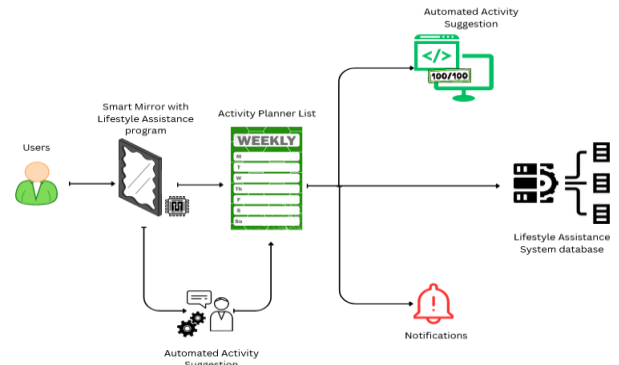 Automated Activity
Suggestion
</>
100/100
Smart Mirror with
Lifestyle Assistance
program
Activity Planner List
Users
WEEKLY
M
T
W
Th
F
S
Su
Lifestyle Assistance
System database
Notifications
Automated Activity
Suggestion